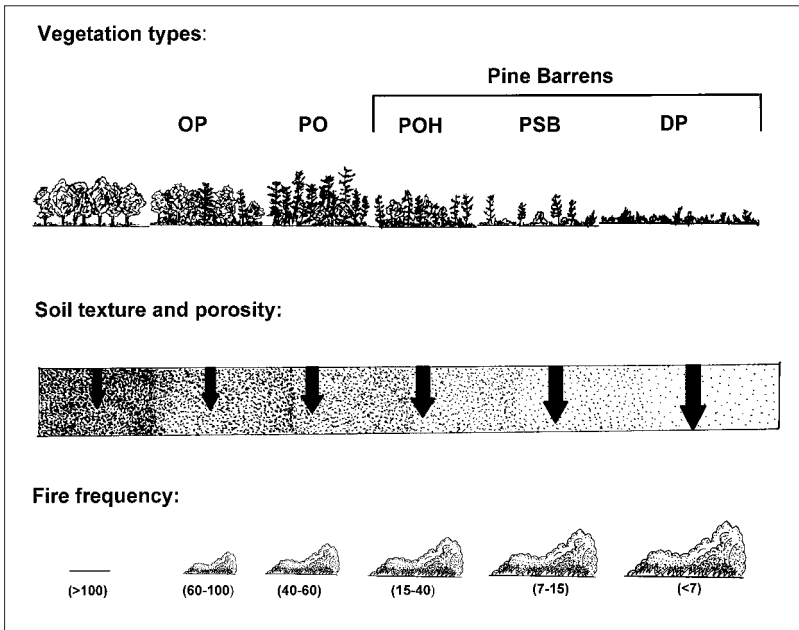 Vegetation types:
Pine Barrens
OP PO POH PSB DP
Soil texture and porosity:
Fire frequency:
(>100) (60-100) (40-60) (15-40) (7-15) (<7)